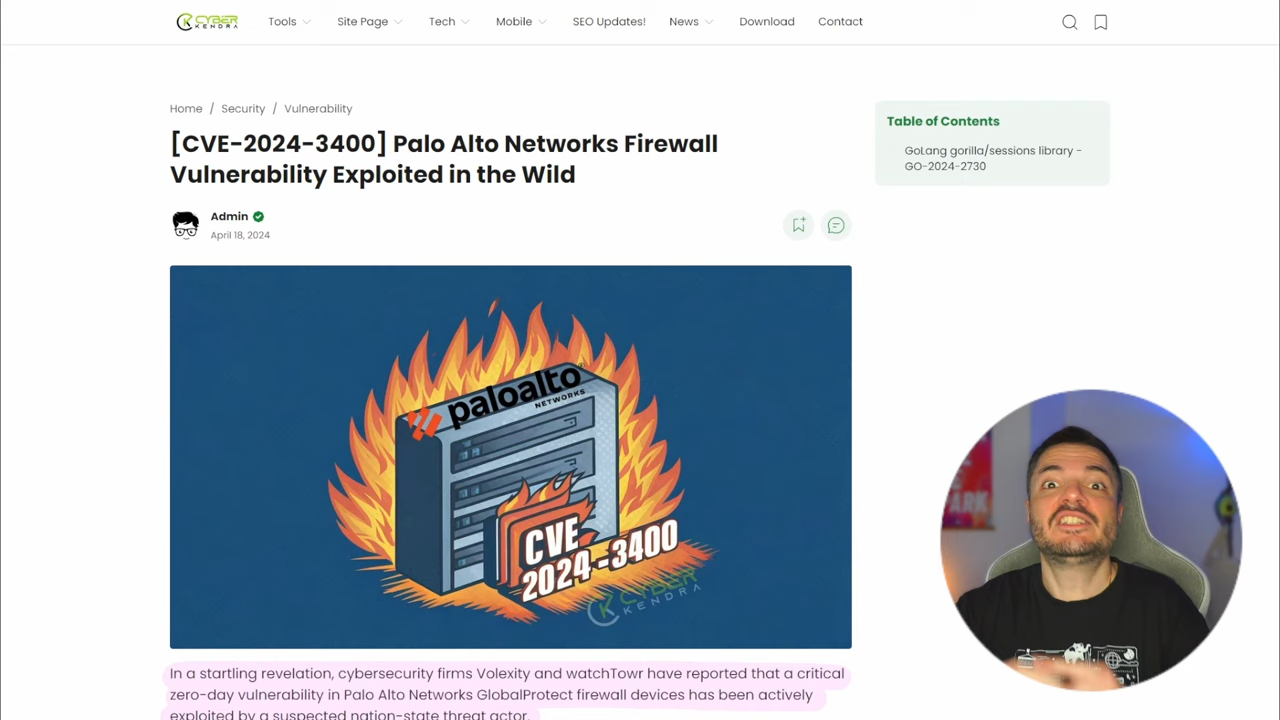 CYBER
KENDRA
Tools
Site Page
Tech
Mobile
SEO Updates!
News
Download
Contact
Home / Security / Vulnerability
[CVE-2024-3400] Palo Alto Networks Firewall
Vulnerability Exploited in the Wild
Admin
April 18, 2024
Table of Contents
GoLang gorilla/sessions library -
GO-2024-2730
paloalto
NETWORKS
CVE
2024-3400
CYBER
KENDRA
In a startling revelation, cybersecurity firms Volexity and watchTowr have reported that a critical
zero-day vulnerability in Palo Alto Networks GlobalProtect firewall devices has been actively
exploited by a suspected nation-state threat actor.